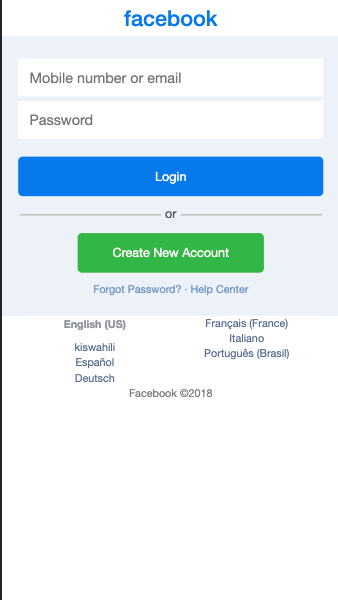 facebook
Mobile number or email
Password
Login
or
Create New Account
Forgot Password? · Help Center
English (US)
kiswahili
Español
Deutsch
Français (France)
Italiano
Português (Brasil)
Facebook ©2018